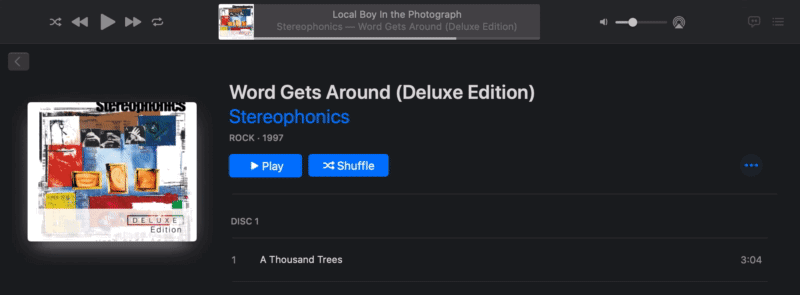 Local Boy In the Photograph
Stereophonics — Word Gets Around (Deluxe Edition)
Word Gets Around (Deluxe Edition)
Stereophonics
ROCK · 1997
Play
Shuffle
Stereophonics
DELUXE
Edition
DISC 1
1 A Thousand Trees 3:04